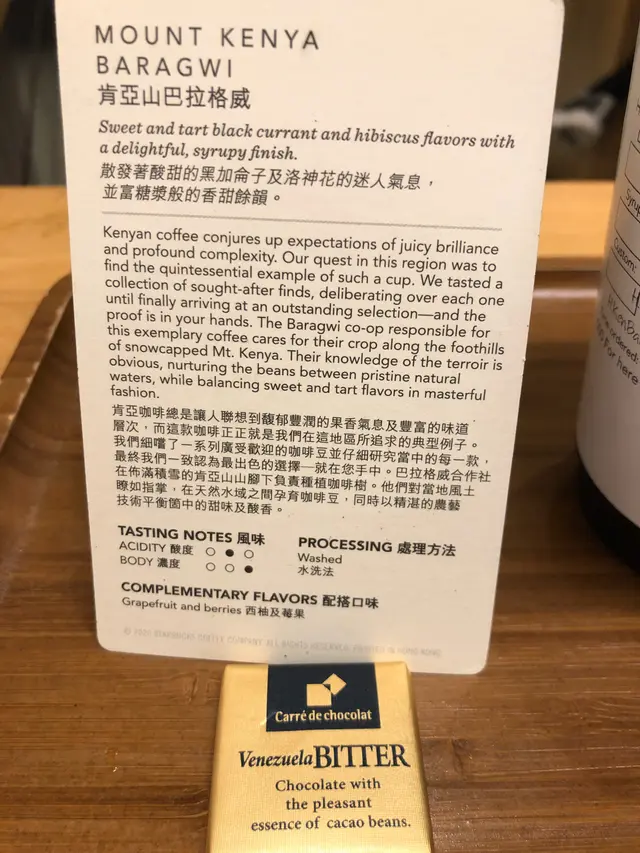 MOUNT KENYA
BARAGWI
肯亞山巴拉格威
Sweet and tart black currant and hibiscus flavors with
a delightful, syrupy finish.
散發著酸甜的黑加侖子及洛神花的迷人氣息，
並富糖漿般的香甜餘韻。
Kenyan coffee conjures up expectations of juicy brilliance
and profound complexity. Our quest in this region was to
find the quintessential example of such a cup. We tasted a
collection of sought-after finds, deliberating over each one
until finally arriving at an outstanding selection—and the
proof is in your hands. The Baragwi co-op responsible for
this exemplary coffee cares for their crop along the foothills
of snowcapped Mt. Kenya. Their knowledge of the terroir is
obvious, nurturing the beans between pristine natural
waters, while balancing sweet and tart flavors in masterful
fashion.
肯亞咖啡總是讓人聯想到馥郁豐潤的果香氣息及豐富的味道
層次，而這款咖啡正正就是我們在這地區所追求的典型例子。
我們細嚐了一系列廣受歡迎的咖啡豆並仔細研究當中的每一款，
最終我們一致認為最出色的選擇—就在您手中。巴拉格威合作社
在佈滿積雪的肯亞山山腳下負責種植咖啡樹。他們對當地風土
瞭如指掌，在天然水域之間孕育咖啡豆，同時以精湛的農藝
技術平衡箇中的甜味及酸香。
TASTING NOTES 風味
ACIDITY 酸度
BODY 濃度
PROCESSING 處理方法
Washed
水洗法
COMPLEMENTARY FLAVORS 配搭口味
Grapefruit and berries 西柚及莓果
Carré de chocolat
Venezuela BITTER
Chocolate with
the pleasant
essence of cacao beans.
Custom
for here